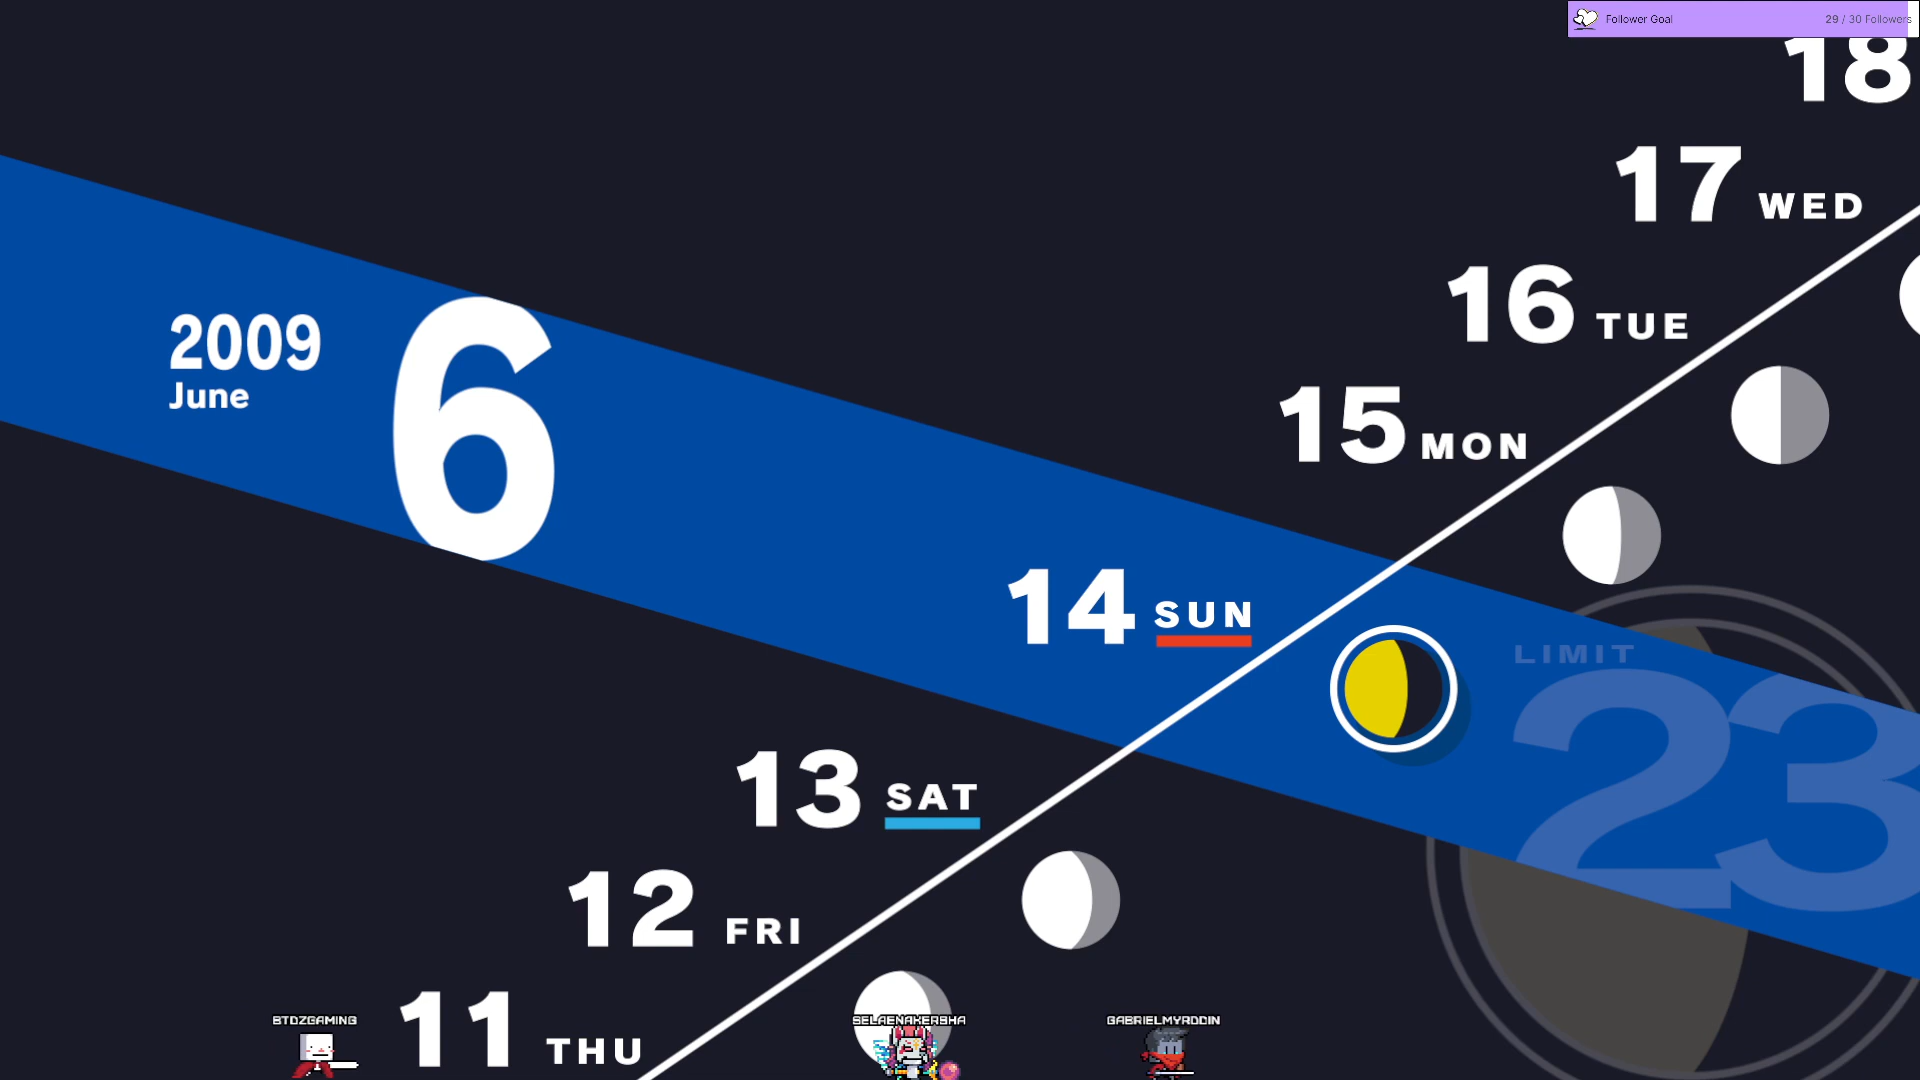 Follower Goal 29 / 30 Followers
18
17 WED
16 TUE
15 MON
2009
June
6
14 SUN
LIMIT
23
13 SAT
12 FRI
11 THU
BTDZGAMING
SELAENAKERSHA
GABRIELMYRDDIN